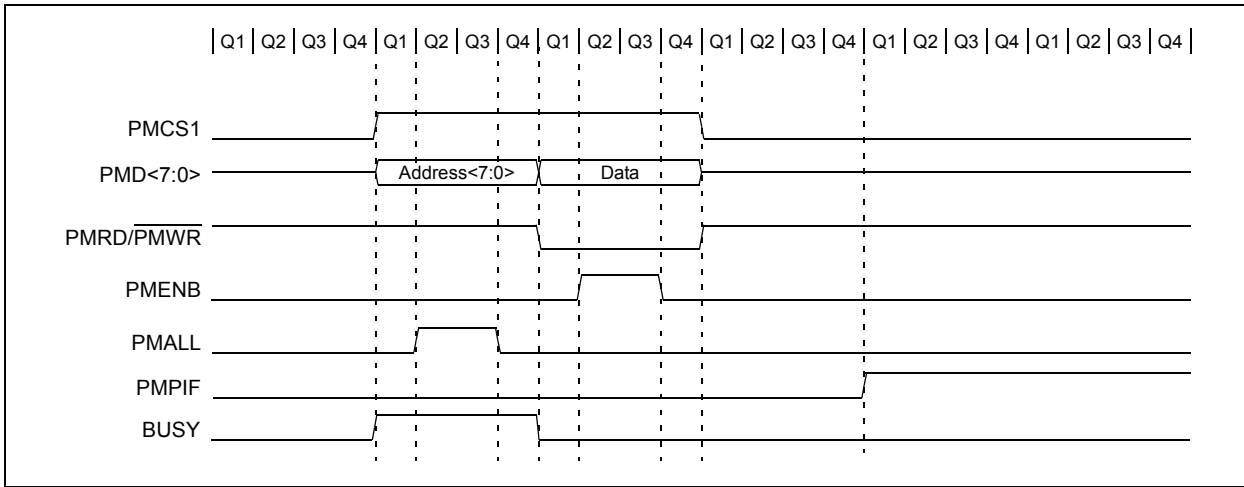 Q1 Q2 Q3 Q4 Q1 Q2 Q3 Q4 Q1 Q2 Q3 Q4 Q1 Q2 Q3 Q4 Q1 Q2 Q3 Q4 Q1 Q2 Q3 Q4
PMCS1
PMD<7:0> Address<7:0> Data
PMRD/PMWR
PMENB
PMALL
PMPIF
BUSY